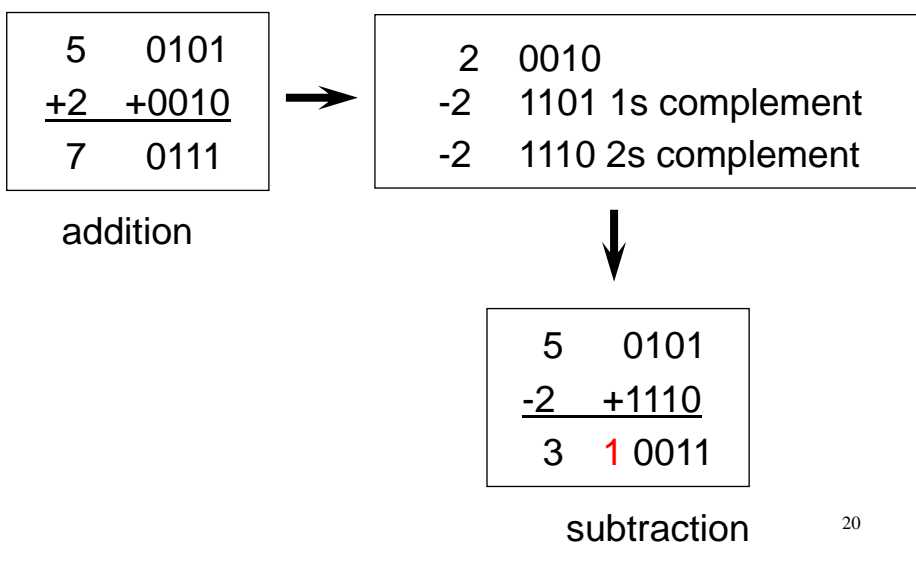 5 0101
+2 +0010
7 0111
addition
2 0010
-2 1101 1s complement
-2 1110 2s complement
5 0101
-2 +1110
3 1 0011
subtraction
20